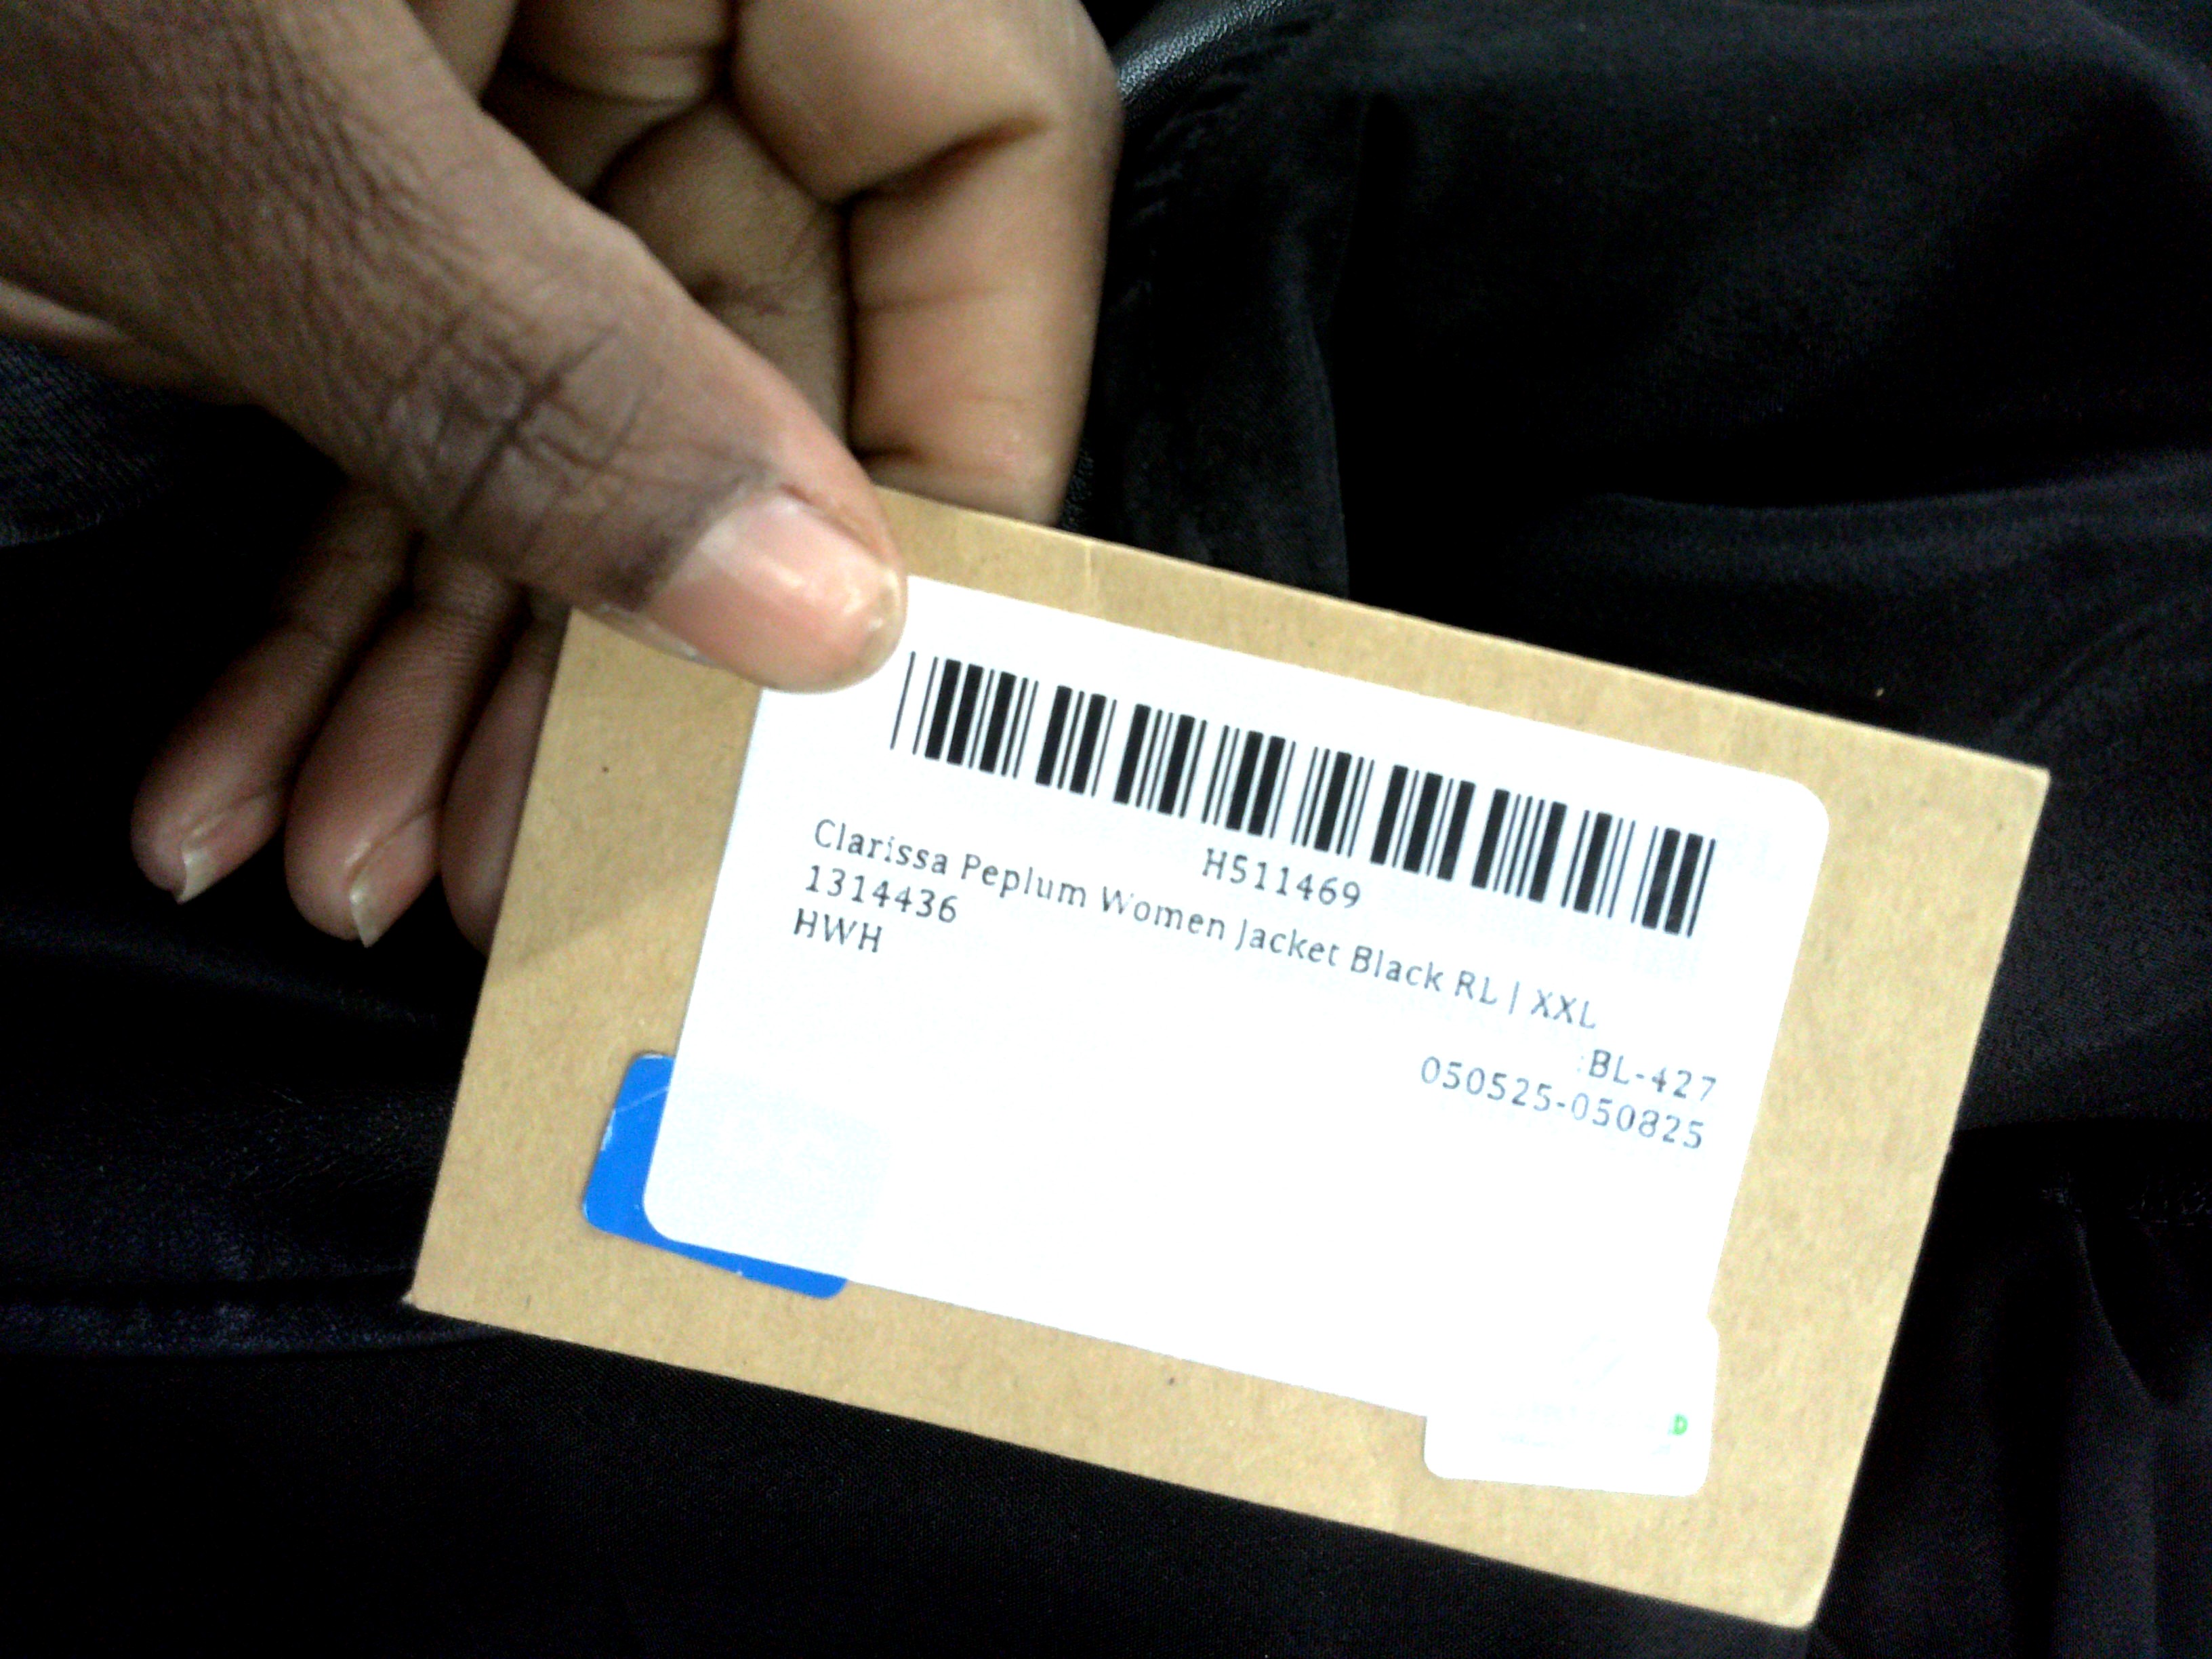 H511469
Clarissa Peplum Women Jacket Black RL | XXL
1314436
HWH
:BL-427
050525-050825